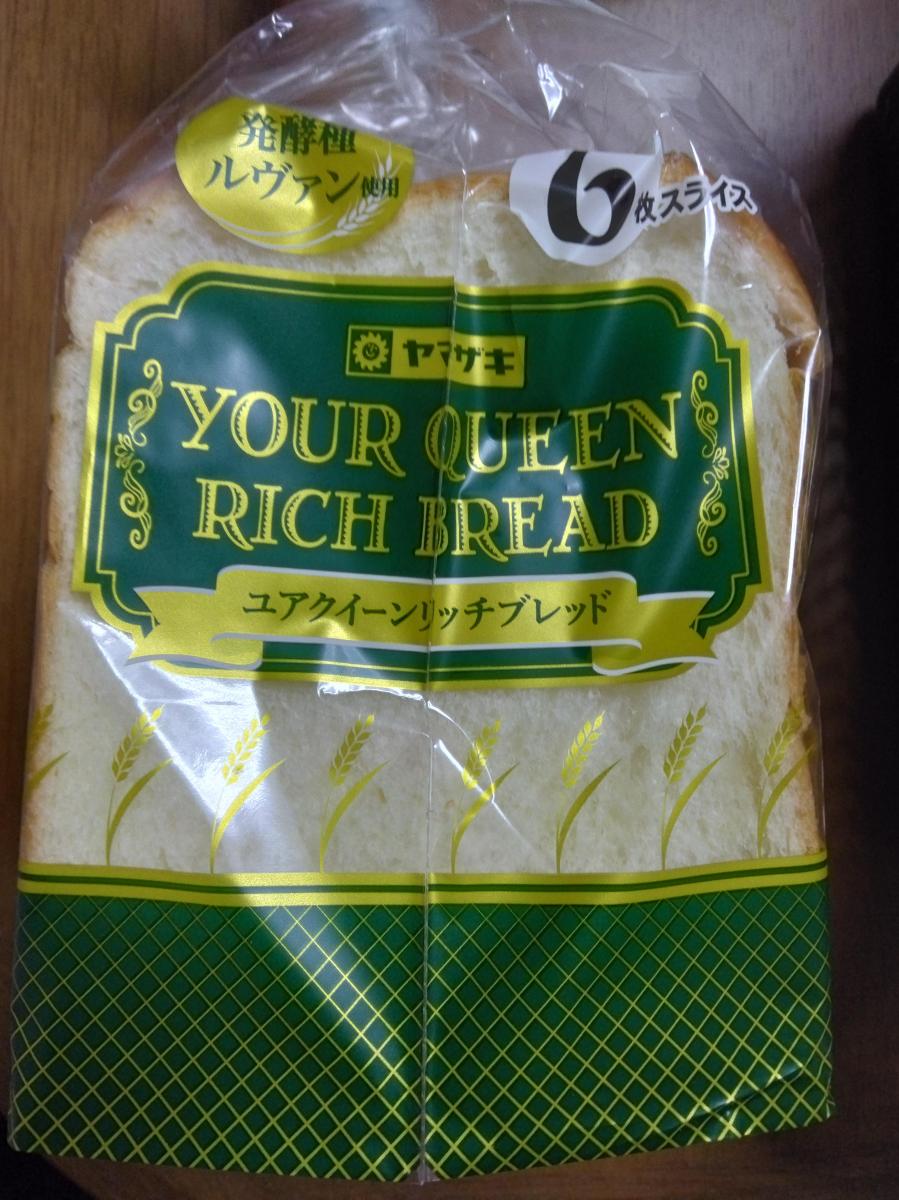 発酵種
ルヴァン使用
6枚スライス
ヤマザキ
YOUR QUEEN
RICH BREAD
ユアクイーンリッチブレッド